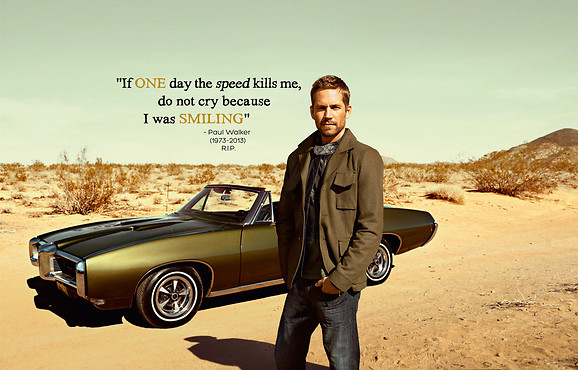 "If ONE day the speed kills me,
do not cry because
I was SMILING"
- Paul Walker
(1973-2013)
R.I.P.